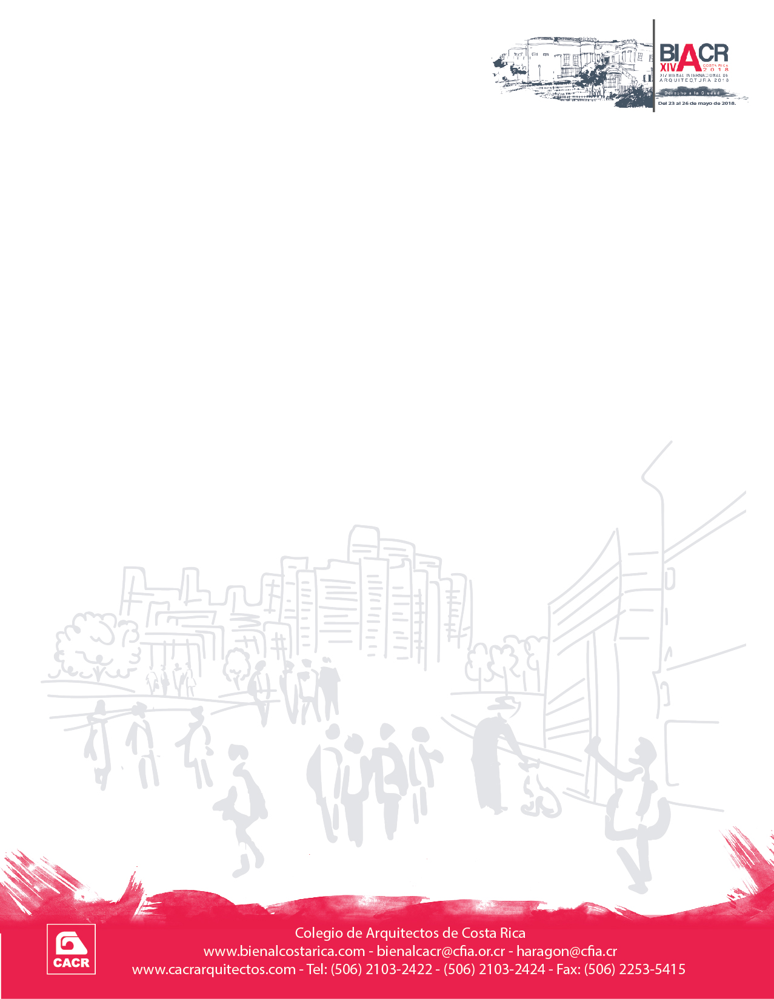 BIACR
XIV
COSTA RICA
2018
XIV BIENAL INTERNACIONAL DE
ARQUITECTURA 2018
Derecho a la Ciudad
Del 23 al 26 de mayo de 2018.
CACR
Colegio de Arquitectos de Costa Rica
www.bienalcostarica.com - bienalcacr@cfia.or.cr - haragon@cfia.cr
www.cacrarquitectos.com - Tel: (506) 2103-2422 - (506) 2103-2424 - Fax: (506) 2253-5415